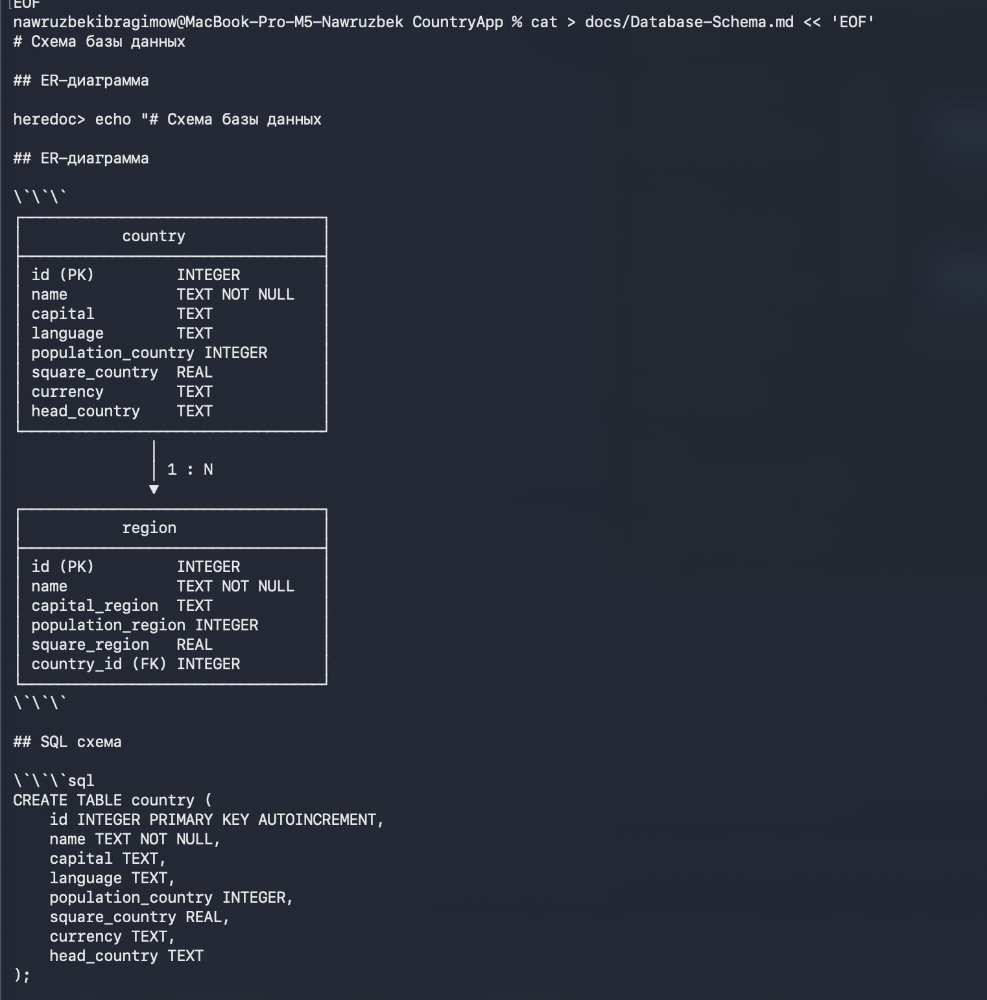 EOF
nawruzbekibragimow@MacBook-Pro-M5-Nawruzbek CountryApp % cat > docs/Database-Schema.md << 'EOF'
# Схема базы данных
## ER-диаграмма
heredoc> echo "# Схема базы данных
## ER-диаграмма
\`\`\`
country
id (PK) INTEGER
name TEXT NOT NULL
capital TEXT
language TEXT
population_country INTEGER
square_country REAL
currency TEXT
head_country TEXT
1 : N
▼
region
id (PK) INTEGER
name TEXT NOT NULL
capital_region TEXT
population_region INTEGER
square_region REAL
country_id (FK) INTEGER
\`\`\`
## SQL схема
\`\`\`sql
CREATE TABLE country (
    id INTEGER PRIMARY KEY AUTOINCREMENT,
    name TEXT NOT NULL,
    capital TEXT,
    language TEXT,
    population_country INTEGER,
    square_country REAL,
    currency TEXT,
    head_country TEXT
);